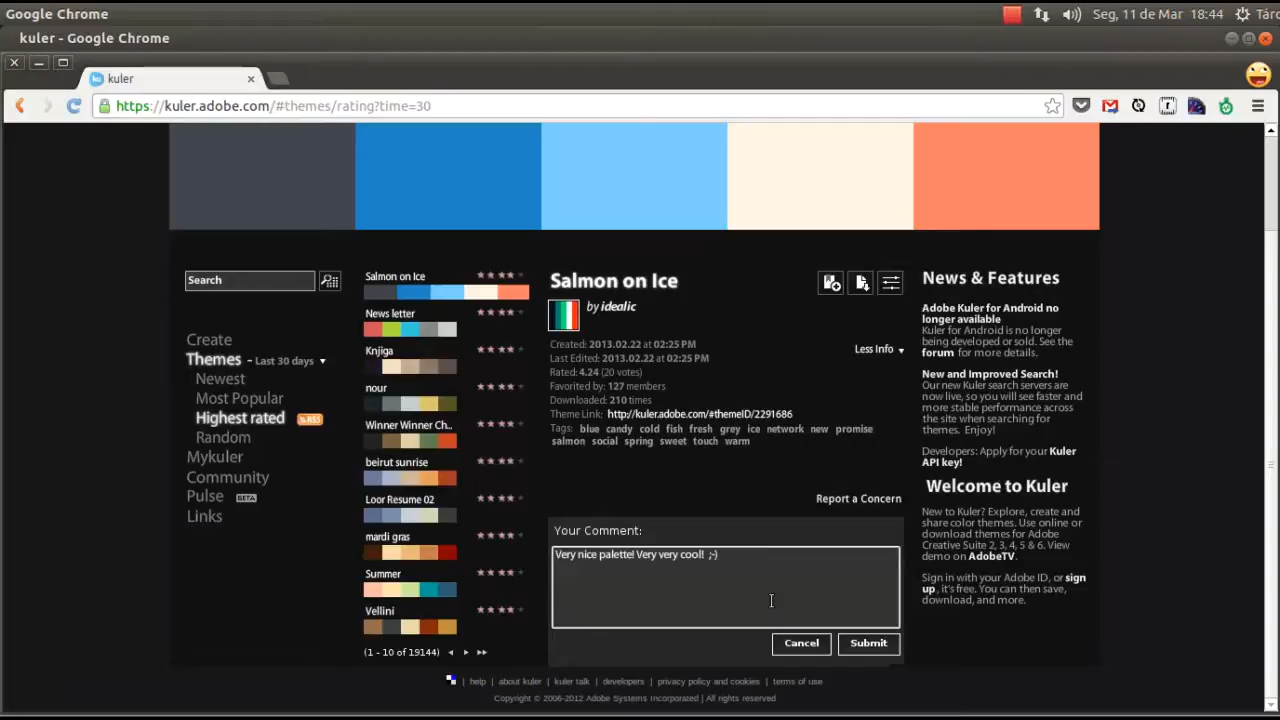 Google Chrome
Seg, 11 de Mar 18:44
kuler - Google Chrome
kuler
https://kuler.adobe.com/#themes/rating?time=30
Search
Create
Themes - Last 30 days
Newest
Most Popular
Highest rated RSS
Random
Mykuler
Community
Pulse BETA
Links
Salmon on Ice
News letter
Knjiga
nour
Winner Winner Ch..
beirut sunrise
Loor Resume 02
mardi gras
Summer
Vellini
(1 - 10 of 19144)
Salmon on Ice
by idealic
Created: 2013.02.22 at 02:25 PM
Last Edited: 2013.02.22 at 02:25 PM
Less Info
Rated: 4.24 (20 votes)
Favorited by: 127 members
Downloaded: 210 times
Theme Link: http://kuler.adobe.com/#themeID/2291686
Tags: blue candy cold fish fresh grey ice network new promise
salmon social spring sweet touch warm
Report a Concern
Your Comment:
Very nice palette! Very very cool! ;-)
Cancel Submit
News & Features
Adobe Kuler for Android no
longer available
Kuler for Android is no longer
being developed or sold. See the
forum for more details.
New and Improved Search!
Our new Kuler search servers are
now live, so you will see faster and
more stable performance across
the site when searching for
themes. Enjoy!
Developers: Apply for your Kuler
API key!
Welcome to Kuler
New to Kuler? Explore, create and
share color themes. Use online or
download themes for Adobe
Creative Suite 2, 3, 4, 5 & 6. View
demo on AdobeTV.
Sign in with your Adobe ID, or sign
up, it's free. You can then save,
download, and more.
| help | about kuler | kuler talk | developers | privacy policy and cookies | terms of use
Copyright © 2006-2012 Adobe Systems Incorporated | All rights reserved